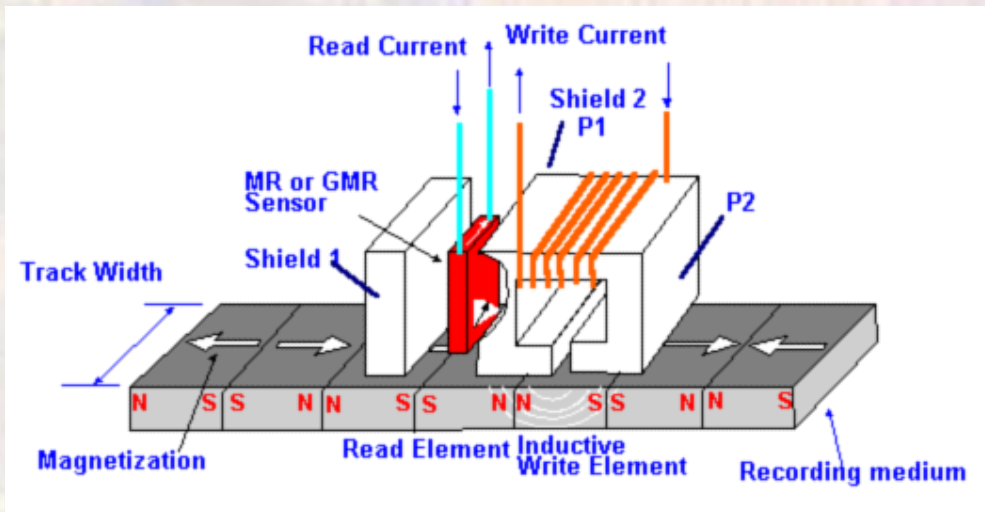 Read Current
Write Current
Shield 2
P1
MR or GMR
Sensor
P2
Shield 1
Track Width
N S S N N S S N N S S N N S
Magnetization
Read Element
Inductive
Write Element
Recording medium